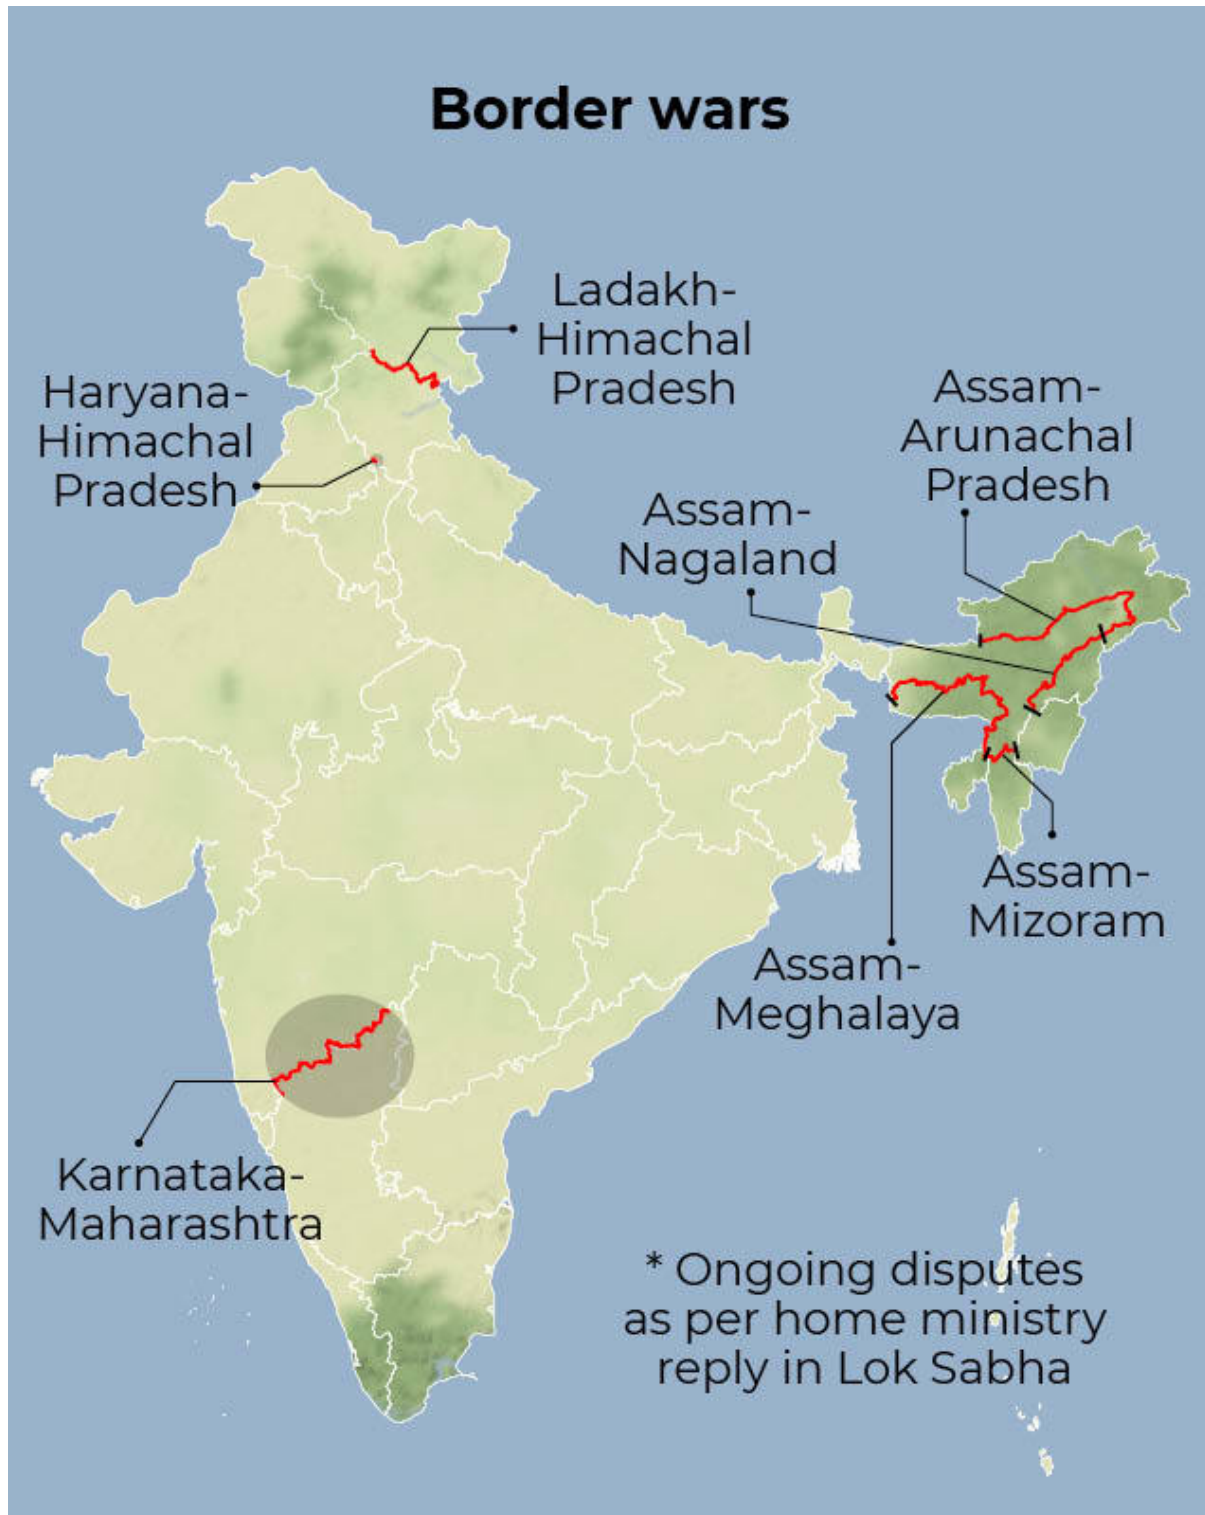 Border wars
Ladakh-
Himachal
Pradesh
Haryana-
Himachal
Pradesh
Assam-
Arunachal
Pradesh
Assam-
Nagaland
Assam-
Mizoram
Assam-
Meghalaya
Karnataka-
Maharashtra
* Ongoing disputes
as per home ministry
reply in Lok Sabha